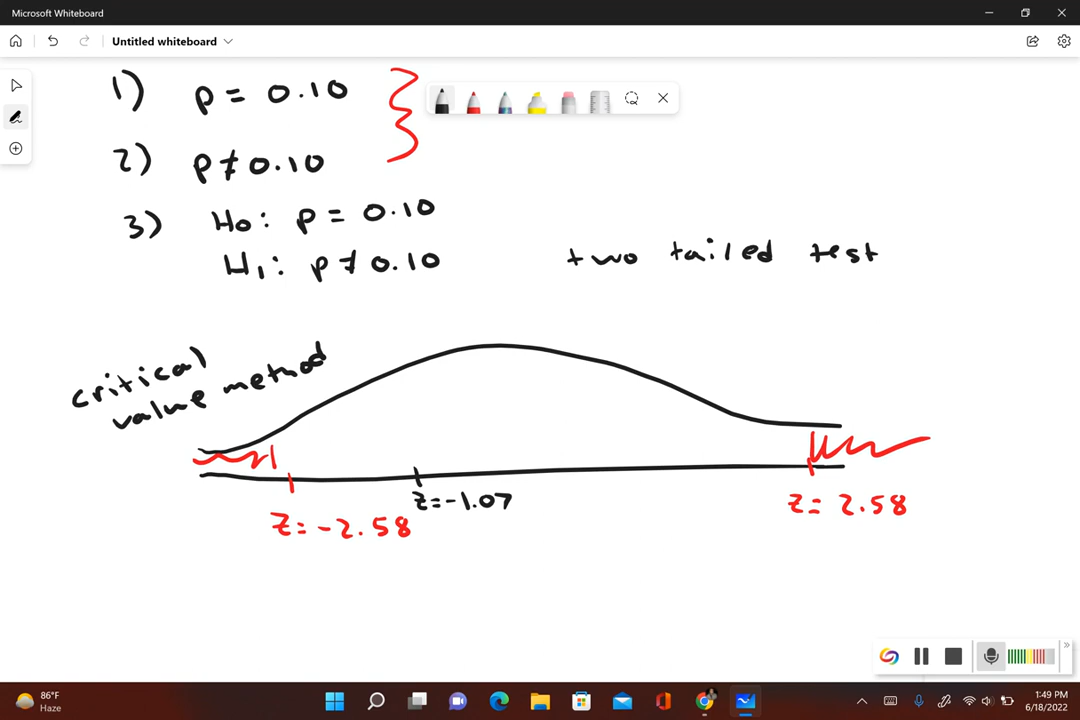 Microsoft Whiteboard
Untitled whiteboard
1) p = 0.10
2) p ≠ 0.10
3) H0: p = 0.10
H1: p ≠ 0.10
two tailed test
critical
value method
z=-1.07
z=-2.58
z= 2.58
86°F
Haze
1:49 PM
6/18/2022